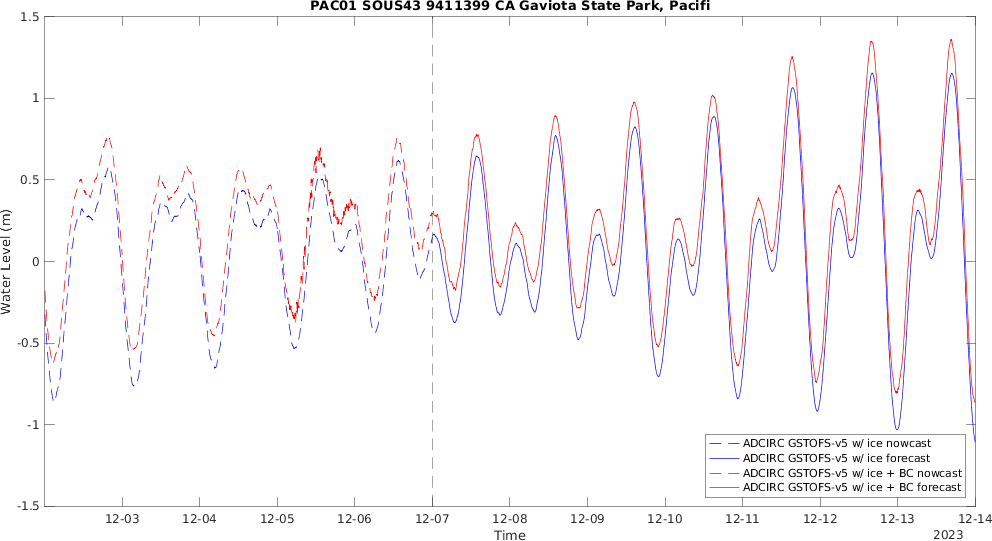 PAC01 SOUS43 9411399 CA Gaviota State Park, Pacifi
1.5
1
0.5
0
-0.5
-1
-1.5
Water Level (m)
ADCIRC GSTOFS-v5 w/ ice nowcast
ADCIRC GSTOFS-v5 w/ ice forecast
ADCIRC GSTOFS-v5 w/ ice + BC nowcast
ADCIRC GSTOFS-v5 w/ ice + BC forecast
12-03 12-04 12-05 12-06 12-07 12-08 12-09 12-10 12-11 12-12 12-13 12-14
Time
2023